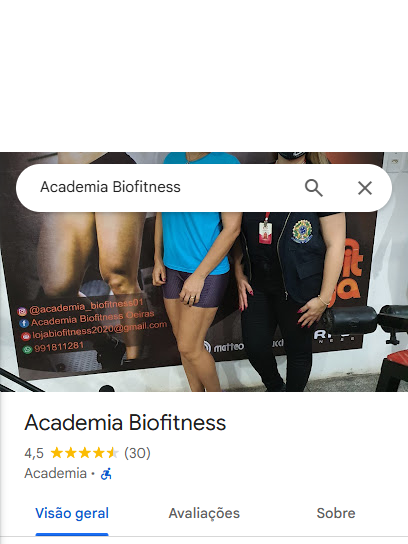 Academia Biofitness
@academia_biofitness01
Academia Biofitness Oeiras
lojabiofitness2020@gmail.com
991811281
matteo
Academia Biofitness
4,5 (30)
Academia ·
Visão geral
Avaliações
Sobre